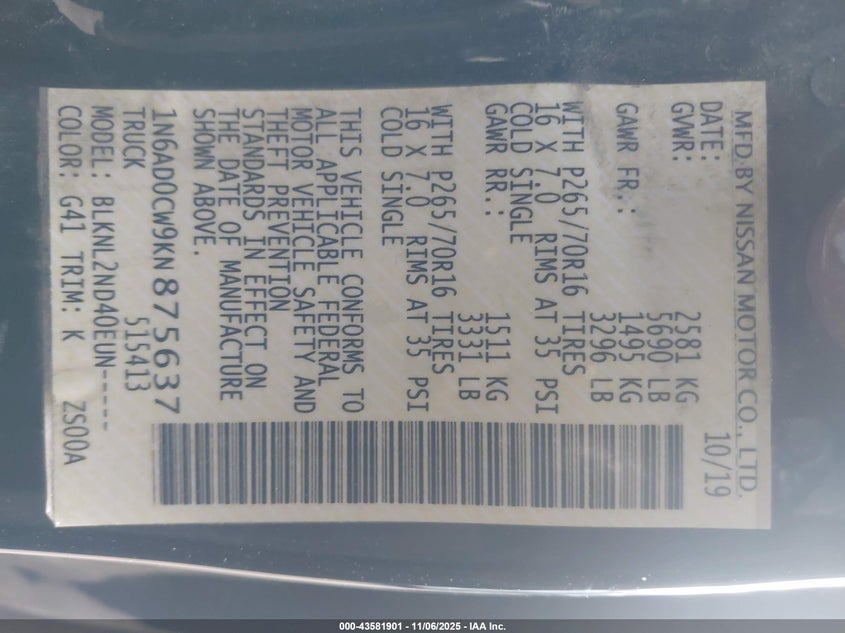 MFD.BY NISSAN MOTOR CO., LTD.
DATE: 10/19
GVWR: 2581 KG
5690 LB
GAWR FR.: 1495 KG
3296 LB
WITH P265/70R16 TIRES
16 X 7.0 RIMS AT 35 PSI
COLD SINGLE
GAWR RR.: 1511 KG
3331 LB
WITH P265/70R16 TIRES
16 X 7.0 RIMS AT 35 PSI
COLD SINGLE
THIS VEHICLE CONFORMS TO
ALL APPLICABLE FEDERAL
MOTOR VEHICLE SAFETY AND
THEFT PREVENTION
STANDARDS IN EFFECT ON
THE DATE OF MANUFACTURE
SHOWN ABOVE.
1N6AD0CW9KN875637
TRUCK 515413
MODEL: BLKNL2ND40EUN-----
COLOR: G41 TRIM: K ZS00A
000-43581901 - 11/06/2025 - IAA Inc.